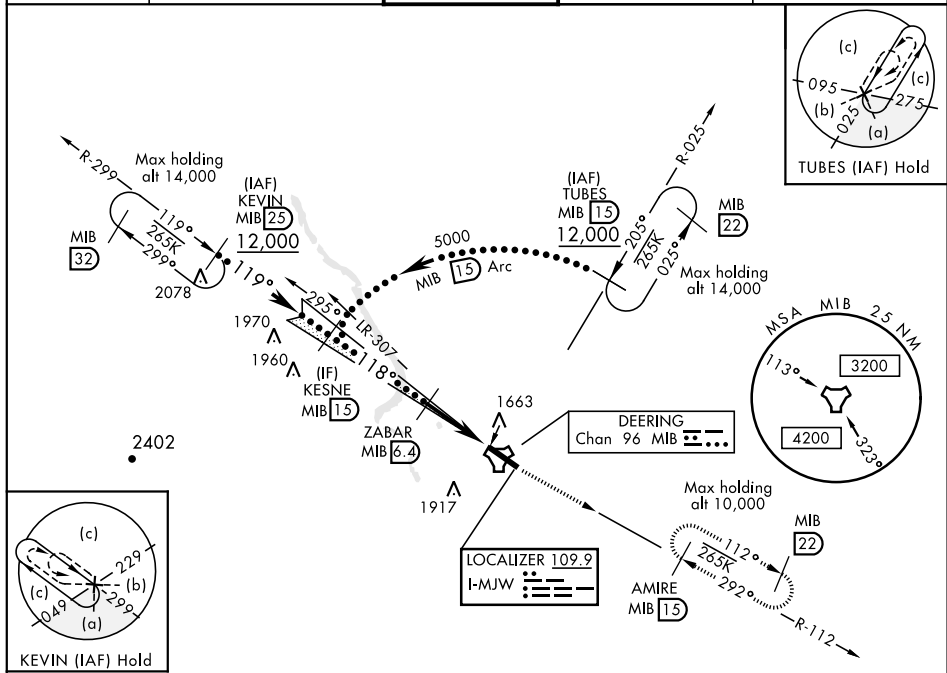 (c)
(c)
095
275
(b)
025
(a)
TUBES (IAF) Hold
R-299
Max holding
alt 14,000
(IAF)
KEVIN
MIB 25
12,000
119°
265K
299°
MIB
32
2078
119°
R-025
(IAF)
TUBES
MIB 15
12,000
205°
265K
025°
MIB
22
Max holding
alt 14,000
5000
MIB 15 Arc
295°
LR-307
1970
1960
(IF)
KESNE
MIB 15
118°
ZABAR
MIB 6.4
1663
DEERING
Chan 96 MIB
MSA MIB 25 NM
113°
3200
4200
323°
2402
1917
LOCALIZER 109.9
I-MJW
Max holding
alt 10,000
MIB
22
112°
265K
292°
AMIRE
MIB 15
R-112
(c)
229
(c)
(b)
049
299
(a)
KEVIN (IAF) Hold